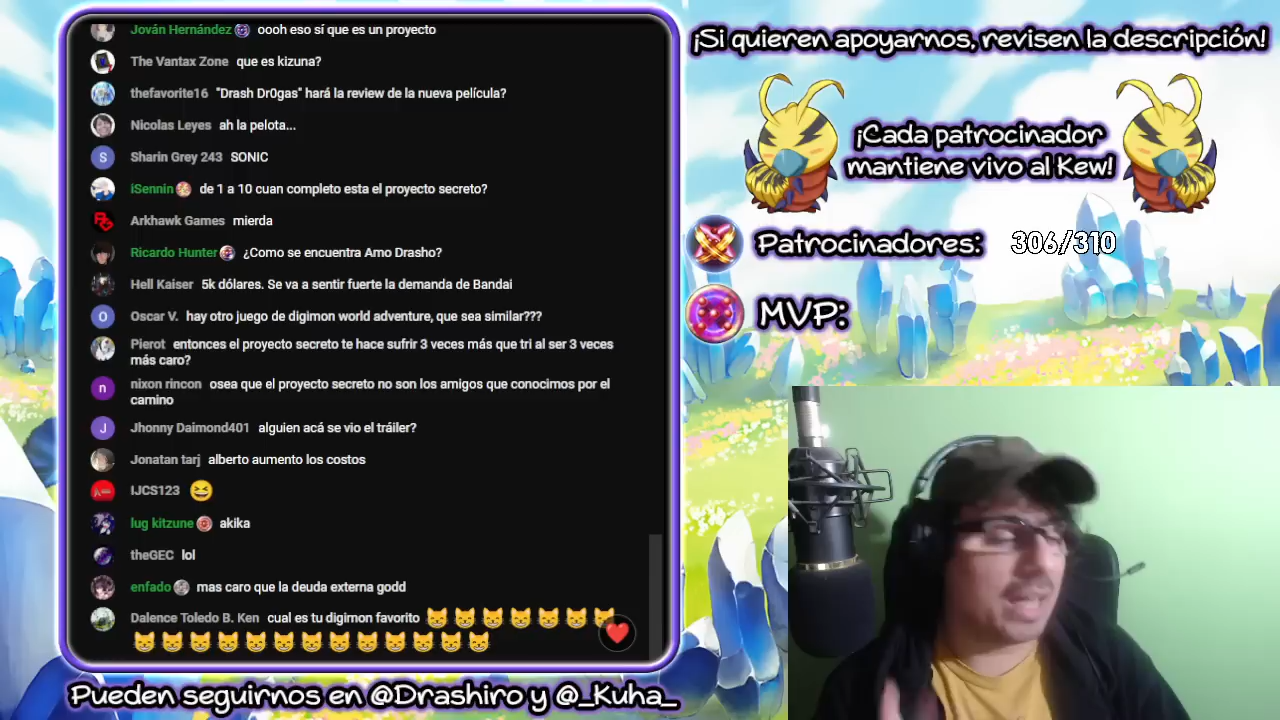 Jován Hernández oooh eso sí que es un proyecto
The Vantax Zone que es kizuna?
thefavorite16 "Drash Dr0gas" hará la review de la nueva película?
Nicolas Leyes ah la pelota...
S Sharin Grey 243 SONIC
iSennin de 1 a 10 cuan completo esta el proyecto secreto?
Arkhawk Games mierda
Ricardo Hunter ¿Como se encuentra Amo Drasho?
Hell Kaiser 5k dólares. Se va a sentir fuerte la demanda de Bandai
O Oscar V. hay otro juego de digimon world adventure, que sea similar???
Pierot entonces el proyecto secreto te hace sufrir 3 veces más que tri al ser 3 veces
más caro?
n nixon rincon osea que el proyecto secreto no son los amigos que conocimos por el
camino
J Jhonny Daimond401 alguien acá se vio el tráiler?
Jonatan tarj alberto aumento los costos
IJCS123
lug kitzune akika
theGEC lol
enfado mas caro que la deuda externa godd
Dalence Toledo B. Ken cual es tu digimon favorito
Pueden seguirnos en @Drashiro y @_Kuha_
¡Si quieren apoyarnos, revisen la descripción!
¡Cada patrocinador
mantiene vivo al Kew!
Patrocinadores: 306/310
MVP: